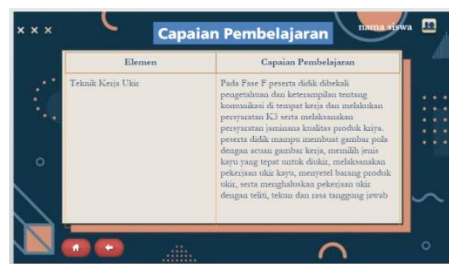 Capaian Pembelajaran
nama siswa
Elemen
Capaian Pembelajaran
Teknik Kerja Ukir
Pada Fase F peserta didik dibekali
pengetahuan dan keterampilan tentang
komunikasi di tempat kerja dan melakukan
persyaratan K3 serta melaksanakan
persyaratan jaminana kualitas produk kriya.
peserta didik mampu membuat gambar pola
dengan acuan gambar kerja, memilih jenis
kayu yang tepat untuk diukir, melaksanakan
pekerjaan ukir kayu, menyetel barang produk
ukir, serta menghaluskan pekerjaan ukir
dengan teliti, tekun dan rasa tanggung jawab